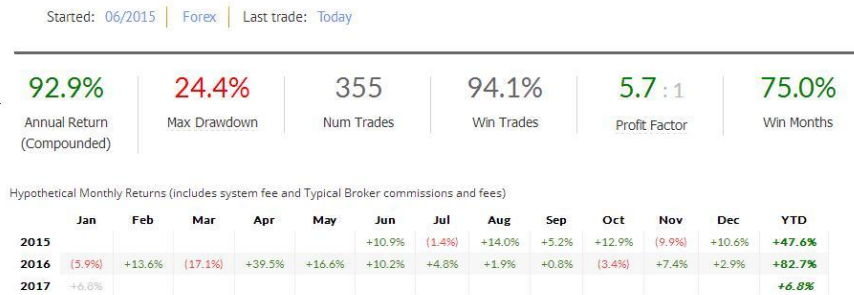 Started: 06/2015 Forex Last trade: Today
92.9% 24.4% 355 94.1% 5.7 : 1 75.0%
Annual Return Max Drawdown Num Trades Win Trades Profit Factor Win Months
(Compounded)
Hypothetical Monthly Returns (includes system fee and Typical Broker commissions and fees)
Jan Feb Mar Apr May Jun Jul Aug Sep Oct Nov Dec YTD
2015 +10.9% (1.4%) +14.0% +5.2% +12.9% (9.9%) +10.6% +47.6%
2016 (5.9%) +13.6% (17.1%) +39.5% +16.6% +10.2% +4.8% +1.9% +0.8% (3.4%) +7.4% +2.9% +82.7%
2017 +6.8% +6.8%